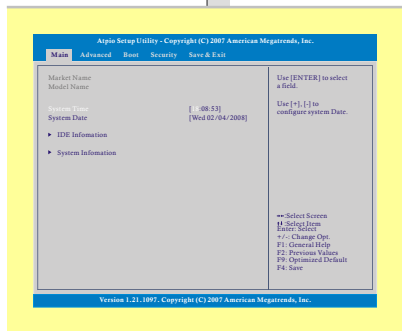 Atpio Setup Utility - Copyright (C) 2007 American Megatrends, Inc.
Main Advanced Boot Security Save & Exit
Market Name
Model Name
System Time [ :08:53]
System Date [Wed 02/04/2008]
IDE Infomation
System Infomation
Use [ENTER] to select
a field.
Use [+], [-] to
configure system Date.
:Select Screen
:Select Item
Enter: Select
+/-: Change Opt.
F1: General Help
F2: Previous Values
F9: Optimized Default
F4: Save
Version 1.21.1097. Copyright (C) 2007 American Megatrends, Inc.